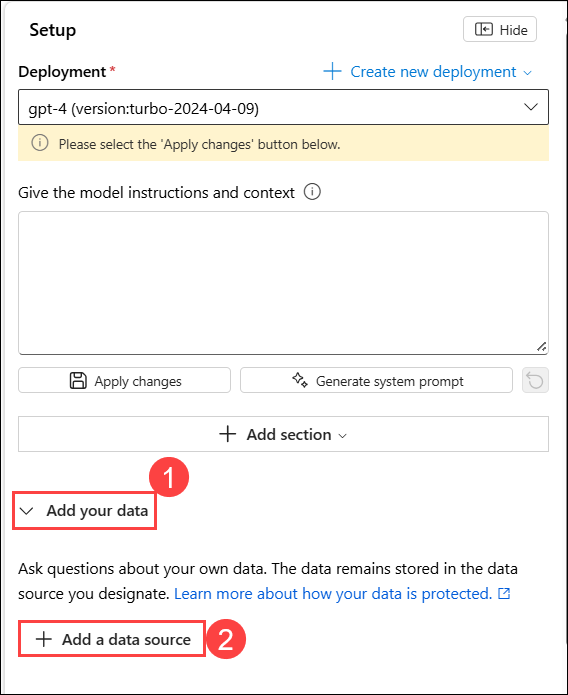 Setup
Hide
Deployment *
Create new deployment
gpt-4 (version:turbo-2024-04-09)
Please select the 'Apply changes' button below.
Give the model instructions and context
Apply changes
Generate system prompt
Add section
1
Add your data
Ask questions about your own data. The data remains stored in the data
source you designate. Learn more about how your data is protected.
Add a data source
2